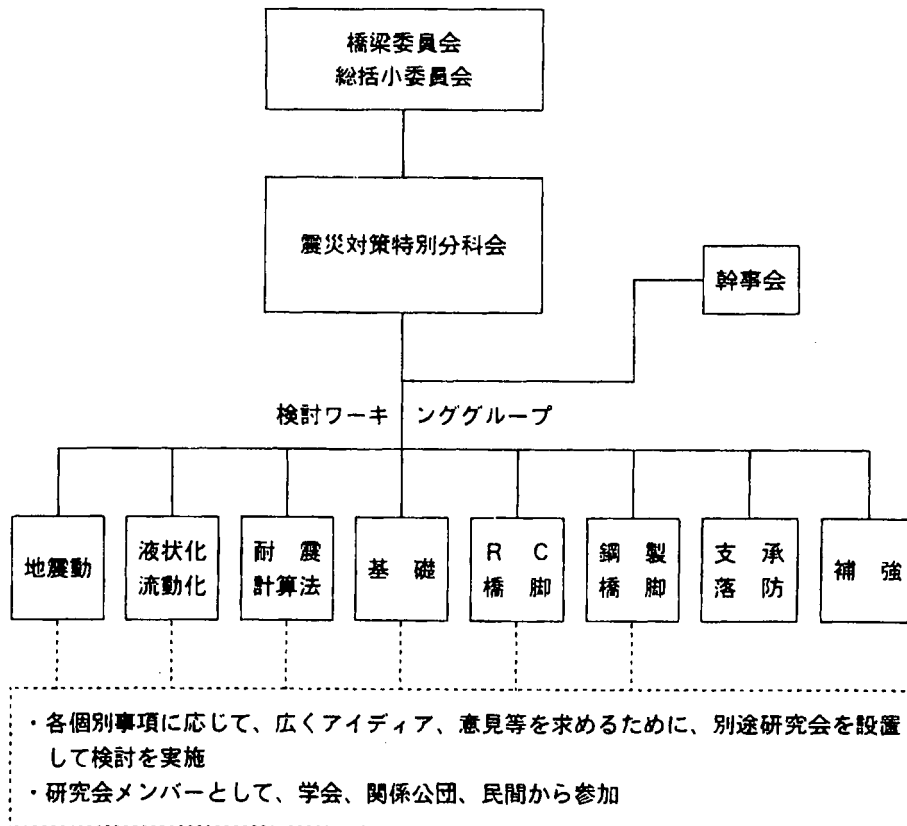 橋梁委員会
総括小委員会
震災対策特別分科会
幹事会
検討ワーキンググループ
地震動
液状化
流動化
耐震
計算法
基礎
RC
橋脚
鋼製
橋脚
支承
落防
補強
・各個別事項に応じて、広くアイディア、意見等を求めるために、別途研究会を設置
して検討を実施
・研究会メンバーとして、学会、関係公団、民間から参加